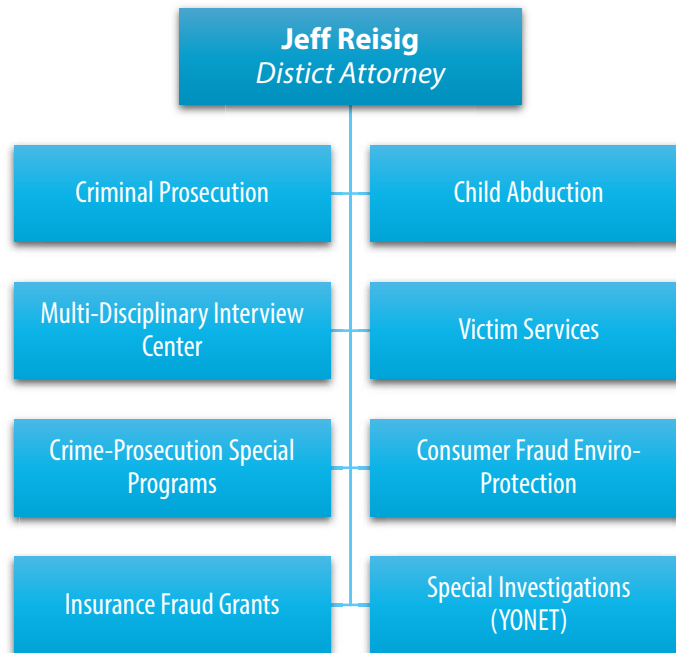 Jeff Reisig
Distict Attorney
Criminal Prosecution
Child Abduction
Multi-Disciplinary Interview
Center
Victim Services
Crime-Prosecution Special
Programs
Consumer Fraud Enviro-
Protection
Insurance Fraud Grants
Special Investigations
(YONET)